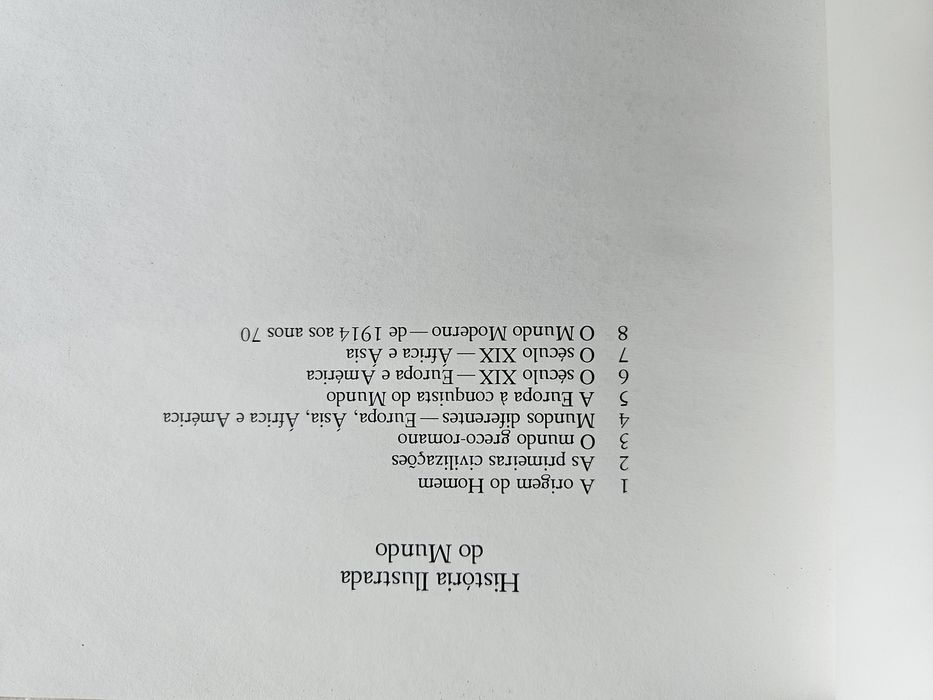 História Ilustrada
do Mundo
1 A origem do Homem
2 As primeiras civilizações
3 O mundo greco-romano
4 Mundos diferentes — Europa, Ásia, África e América
5 A Europa à conquista do Mundo
6 O século XIX — Europa e América
7 O século XIX — África e Ásia
8 O Mundo Moderno — de 1914 aos anos 70